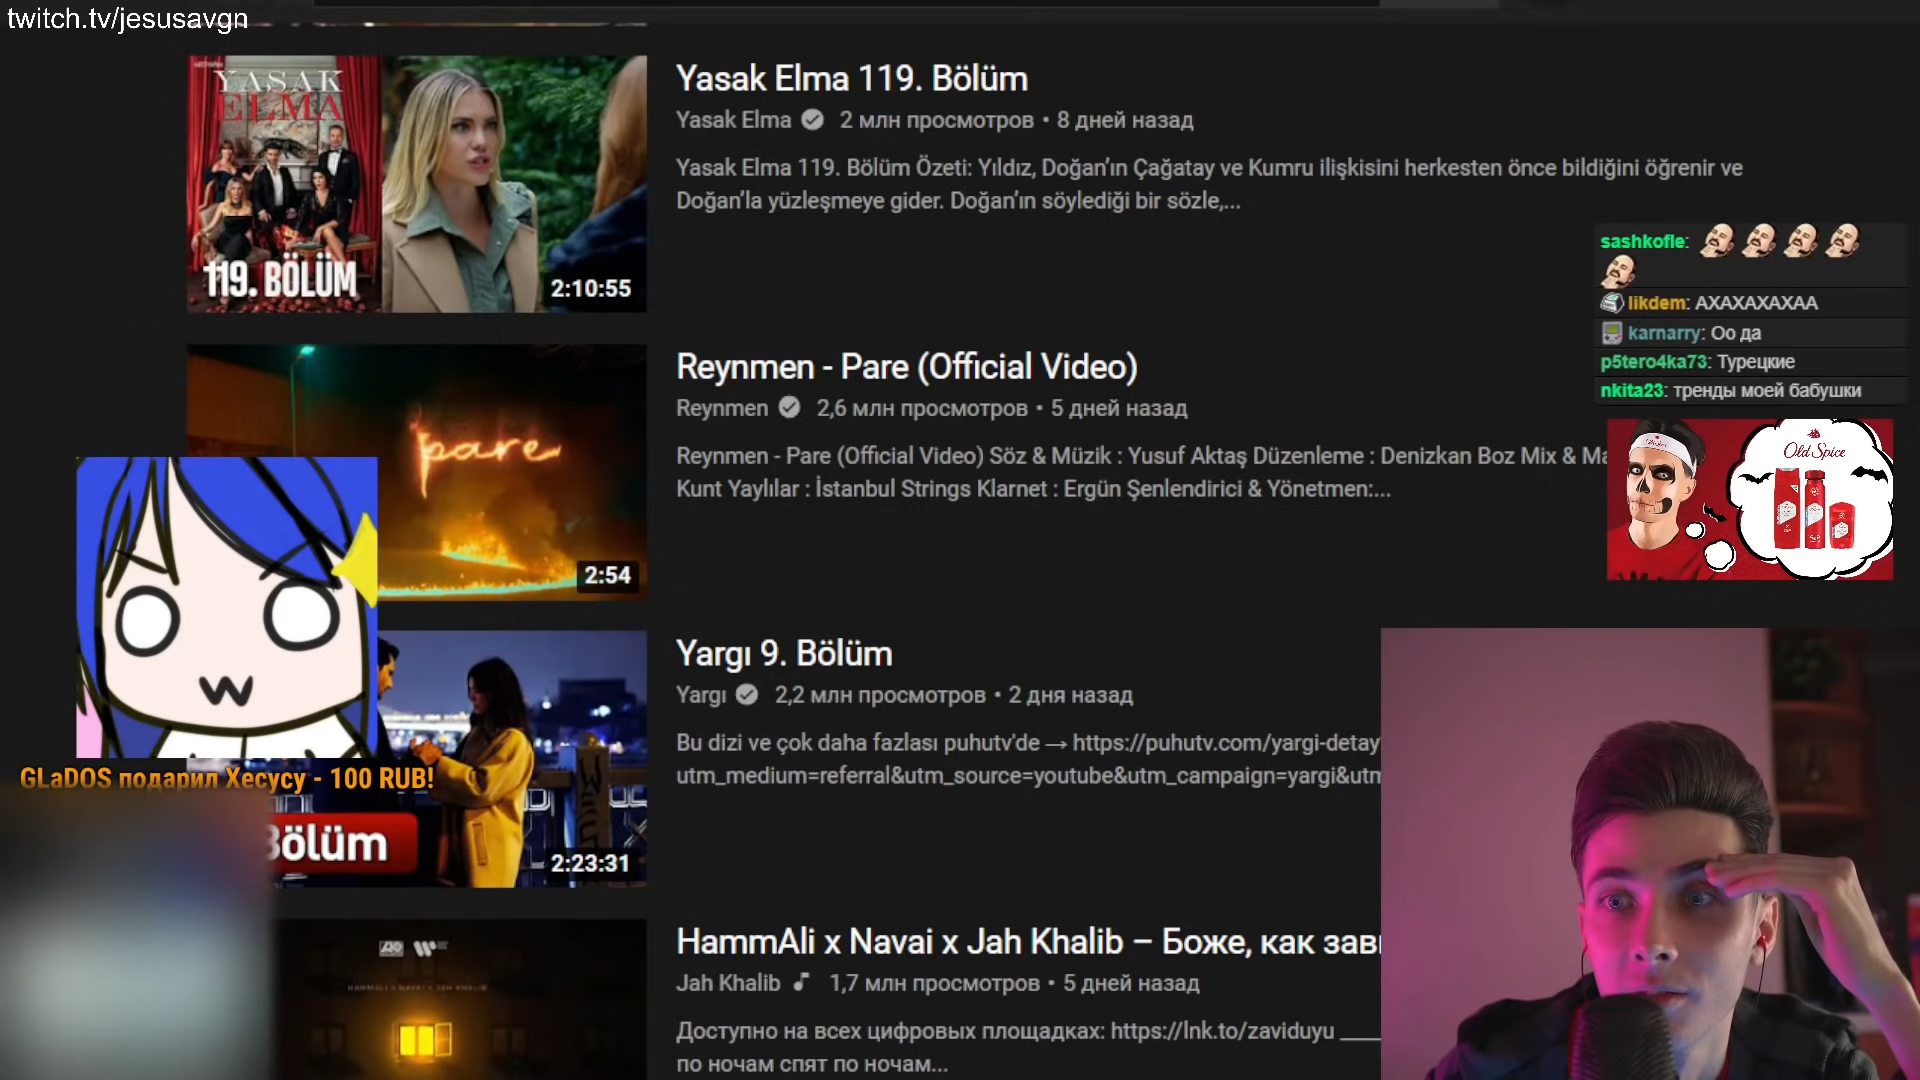 twitch.tv/jesusavgn
YASAK
ELMA
119. BÖLÜM
2:10:55
Yasak Elma 119. Bölüm
Yasak Elma 2 млн просмотров • 8 дней назад
Yasak Elma 119. Bölüm Özeti: Yıldız, Doğan’ın Çağatay ve Kumru ilişkisini herkesten önce bildiğini öğrenir ve
Doğan’la yüzleşmeye gider. Doğan’ın söylediği bir sözle,...
sashkofle:
likdem: АХАХАХАХАА
karnarry: Оо да
p5tero4ka73: Турецкие
nkita23: тренды моей бабушки
Old Spice
pare
2:54
Reynmen - Pare (Official Video)
Reynmen 2,6 млн просмотров • 5 дней назад
Reynmen - Pare (Official Video) Söz & Müzik : Yusuf Aktaş Düzenleme : Denizkan Boz Mix & Ma
Kunt Yaylılar : İstanbul Strings Klarnet : Ergün Şenlendirici & Yönetmen:...
GLaDOS подарил Хесусу - 100 RUB!
Bölüm
2:23:31
Yargı 9. Bölüm
Yargı 2,2 млн просмотров • 2 дня назад
Bu dizi ve çok daha fazlası puhutv'de → https://puhutv.com/yargi-detay
utm_medium=referral&utm_source=youtube&utm_campaign=yargi&utm
HAMMALI x NAVAI x JAH KHALIB
HammAli x Navai x Jah Khalib – Боже, как зави
Jah Khalib 1,7 млн просмотров • 5 дней назад
Доступно на всех цифровых площадках: https://lnk.to/zaviduyu ___
по ночам спят по ночам...